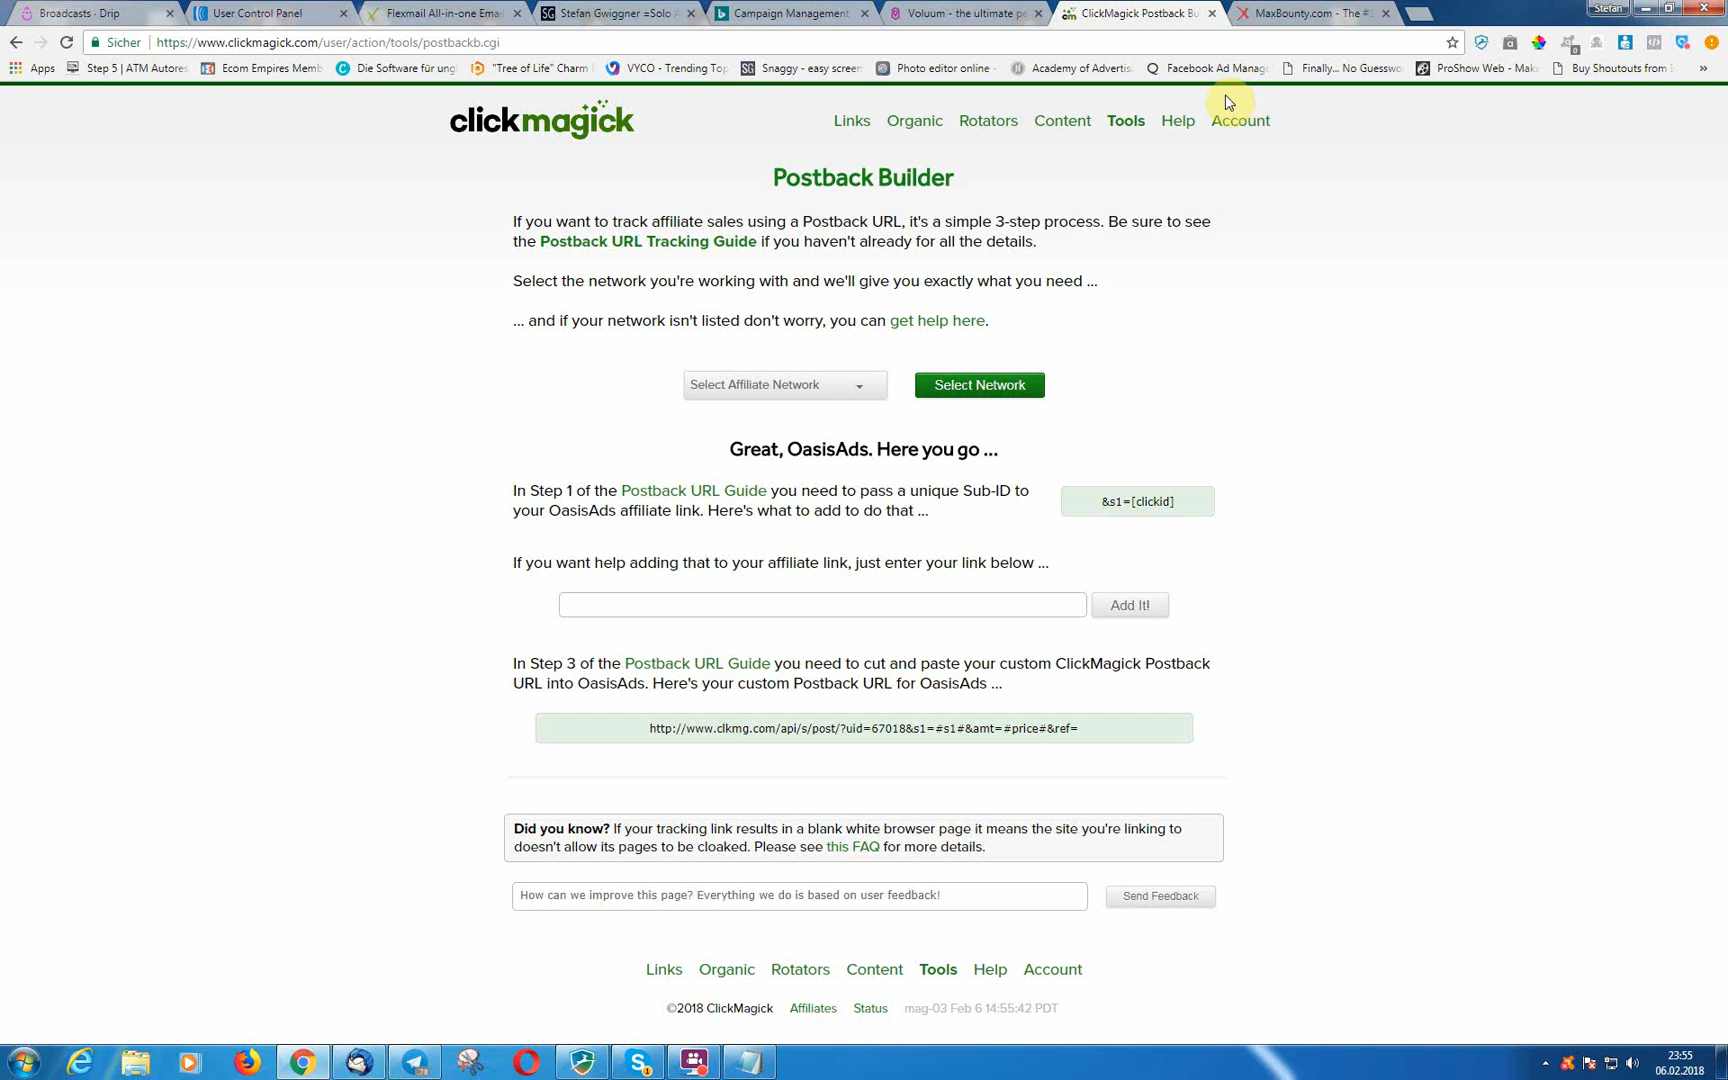 Broadcasts · Drip
User Control Panel
Flexmail All-in-one Email
Stefan Gwiggner =Solo A
Campaign Management
Voluum - the ultimate pe
ClickMagick Postback Bu
MaxBounty.com - The #
Stefan
Sicher
https://www.clickmagick.com/user/action/tools/postbackb.cgi
Apps
Step 5 | ATM Autores
Ecom Empires Memb
Die Software für ung
"Tree of Life" Charm
VYCO - Trending Top
Snaggy - easy screen
Photo editor online -
Academy of Advertis
Facebook Ad Manag
Finally... No Guesswo
ProShow Web - Make
Buy Shoutouts from
clickmagick
Links Organic Rotators Content Tools Help Account
Postback Builder
If you want to track affiliate sales using a Postback URL, it's a simple 3-step process. Be sure to see
the Postback URL Tracking Guide if you haven't already for all the details.
Select the network you're working with and we'll give you exactly what you need ...
... and if your network isn't listed don't worry, you can get help here.
Select Affiliate Network
Select Network
Great, OasisAds. Here you go ...
In Step 1 of the Postback URL Guide you need to pass a unique Sub-ID to
your OasisAds affiliate link. Here's what to add to do that ...
&s1=[clickid]
If you want help adding that to your affiliate link, just enter your link below ...
Add It!
In Step 3 of the Postback URL Guide you need to cut and paste your custom ClickMagick Postback
URL into OasisAds. Here's your custom Postback URL for OasisAds ...
http://www.clkmg.com/api/s/post/?uid=67018&s1=#s1#&amt=#price#&ref=
Did you know? If your tracking link results in a blank white browser page it means the site you're linking to
doesn't allow its pages to be cloaked. Please see this FAQ for more details.
How can we improve this page? Everything we do is based on user feedback!
Send Feedback
Links Organic Rotators Content Tools Help Account
©2018 ClickMagick Affiliates Status mag-03 Feb 6 14:55:42 PDT
78
1
23:55
06.02.2018